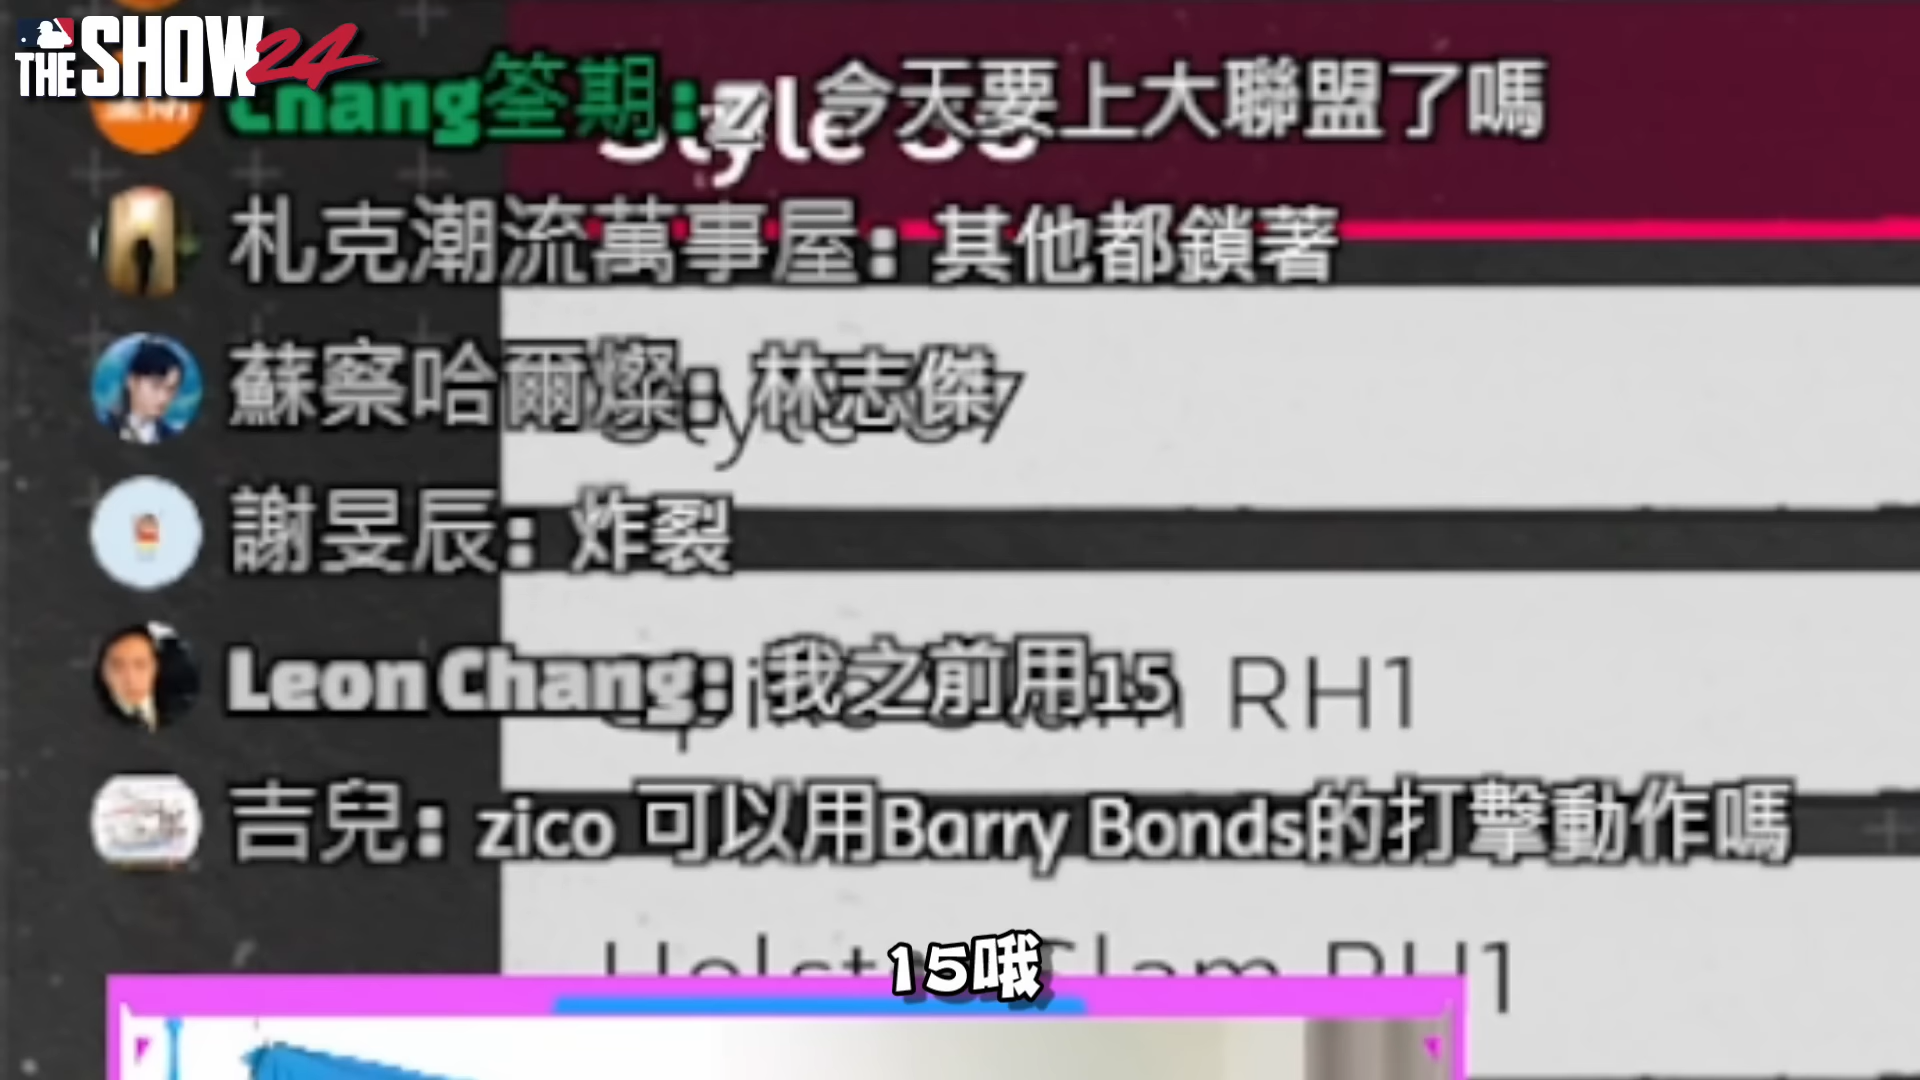 THE SHOW 24
Chang筌期: 今天要上大聯盟了嗎
札克潮流萬事屋: 其他都鎖著
蘇察哈爾燦: 林志傑
謝旻辰: 炸裂
Leon Chang: 我之前用15
RH1
吉兒: zico 可以用Barry Bonds的打擊動作嗎
Slam RH1
15哦